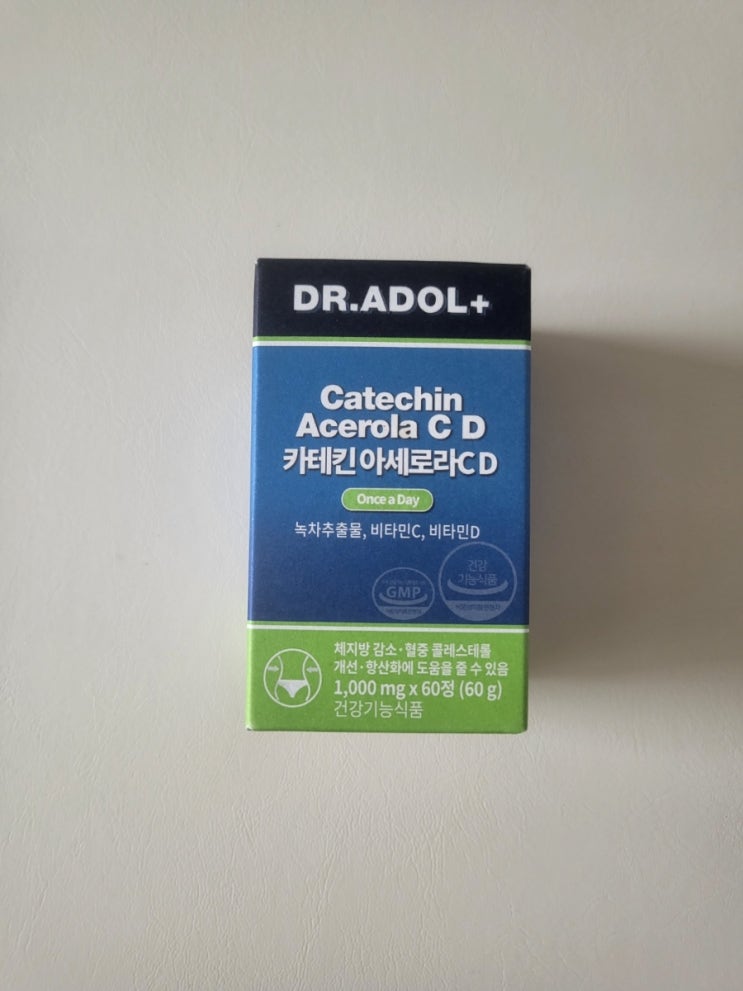 DR.ADOL+
Catechin
Acerola C D
카테킨 아세로라C D
Once a Day
녹차추출물, 비타민C, 비타민D
GMP
건강
기능식품
체지방 감소·혈중 콜레스테롤
개선·항산화에 도움을 줄 수 있음
1,000 mg x 60정 (60 g)
건강기능식품